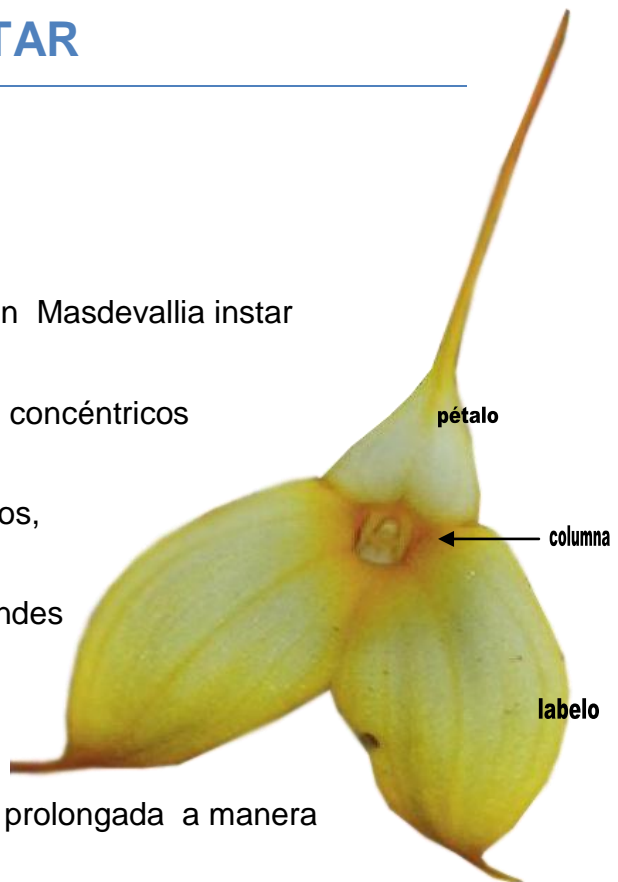 TAR
n Masdevallia instar
concéntricos
pétalo
os,
columna
ndes
labelo
prolongada a manera